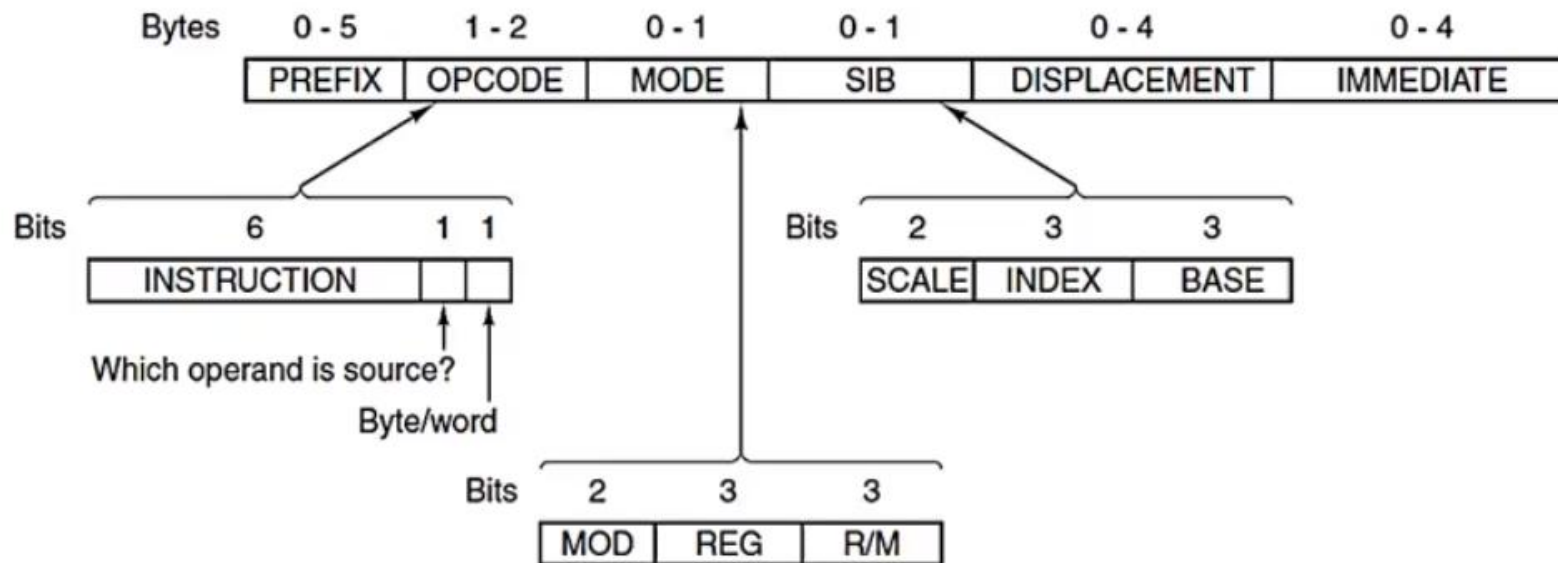 Bytes 0 - 5 1 - 2 0 - 1 0 - 1 0 - 4 0 - 4
PREFIX OPCODE MODE SIB DISPLACEMENT IMMEDIATE
Bits 6 1 1
INSTRUCTION
Which operand is source?
Byte/word
Bits 2 3 3
SCALE INDEX BASE
Bits 2 3 3
MOD REG R/M